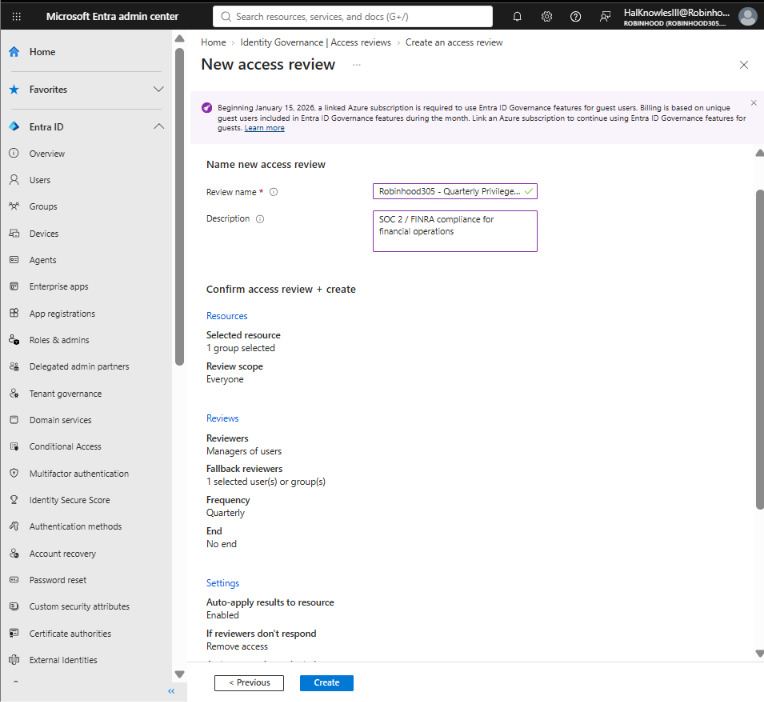 Microsoft Entra admin center
Search resources, services, and docs (G+/)
HalKnowlesIII@Robinho...
ROBINHOOD (ROBINHOOD305....
Home
Favorites
Entra ID
Overview
Users
Groups
Devices
Agents
Enterprise apps
App registrations
Roles & admins
Delegated admin partners
Tenant governance
Domain services
Conditional Access
Multifactor authentication
Identity Secure Score
Authentication methods
Account recovery
Password reset
Custom security attributes
Certificate authorities
External Identities
«
Home > Identity Governance | Access reviews > Create an access review
New access review ...
Beginning January 15, 2026, a linked Azure subscription is required to use Entra ID Governance features for guest users. Billing is based on unique
guest users included in Entra ID Governance features during the month. Link an Azure subscription to continue using Entra ID Governance features for
guests. Learn more
Name new access review
Review name *
Robinhood305 - Quarterly Privilege...
Description
SOC 2 / FINRA compliance for
financial operations
Confirm access review + create
Resources
Selected resource
1 group selected
Review scope
Everyone
Reviews
Reviewers
Managers of users
Fallback reviewers
1 selected user(s) or group(s)
Frequency
Quarterly
End
No end
Settings
Auto-apply results to resource
Enabled
If reviewers don't respond
Remove access
< Previous
Create